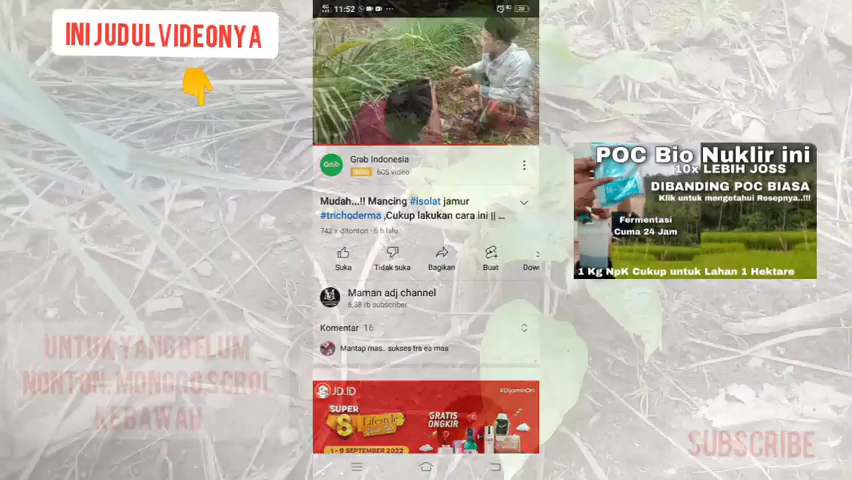 INI JUDUL VIDEONYA
11:52
Grab
Grab Indonesia
605 video
Mudah...!! Mancing #isolat jamur
#trichoderma ,Cukup lakukan cara ini || ...
742 x ditonton · 6 h lalu
Suka
Tidak suka
Bagikan
Buat
Down
Maman adj channel
6,38 rb subscriber
Komentar 16
Mantap mas.. sukses trs ea mas
JD.ID
#DijaminOri
SUPER
Lifestyle
GRATIS
ONGKIR
1 - 9 SEPTEMBER 2022
POC Bio Nuklir ini
10x LEBIH JOSS
DIBANDING POC BIASA
Klik untuk mengetahui Resepnya..!!!
Fermentasi
Cuma 24 Jam
1 Kg NpK Cukup untuk Lahan 1 Hektare
UNTUK YANG BELUM
NONTON MONGGO SCROL
KEBAWAH
SUBSCRIBE